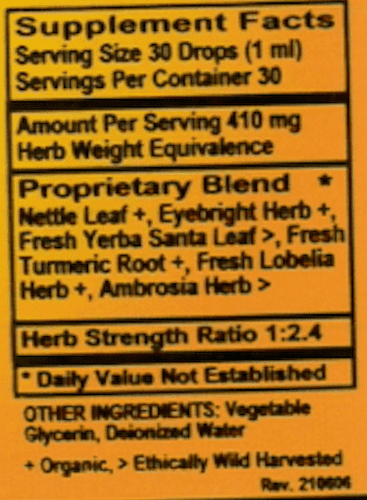 Supplement Facts
Serving Size 30 Drops (1 ml)
Servings Per Container 30
Amount Per Serving 410 mg
Herb Weight Equivalence
Proprietary Blend *
Nettle Leaf +, Eyebright Herb +,
Fresh Yerba Santa Leaf >, Fresh
Turmeric Root +, Fresh Lobelia
Herb +, Ambrosia Herb >
Herb Strength Ratio 1:2.4
* Daily Value Not Established
OTHER INGREDIENTS: Vegetable
Glycerin, Deionized Water
+ Organic, > Ethically Wild Harvested
Rev. 210606